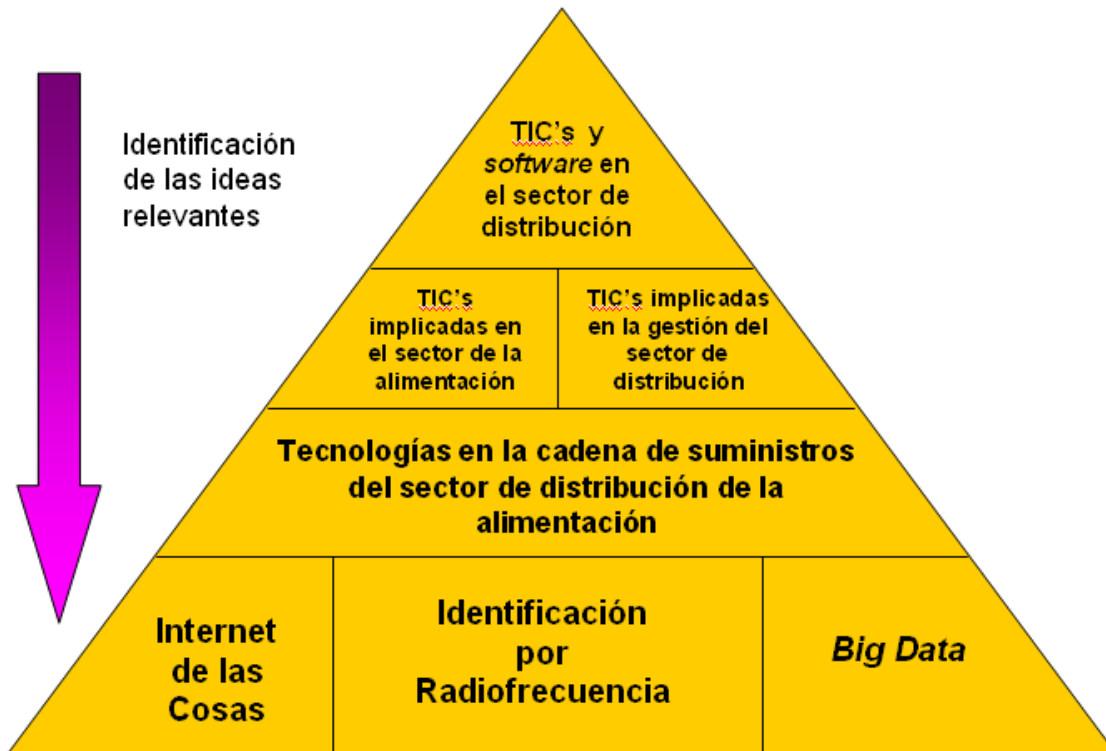 Identificación
de las ideas
relevantes
TIC's y
software en
el sector de
distribución
TIC's
implicadas en
el sector de la
alimentación
TIC's implicadas
en la gestión del
sector de
distribución
Tecnologías en la cadena de suministros
del sector de distribución de la
alimentación
Internet
de las
Cosas
Identificación
por
Radiofrecuencia
Big Data